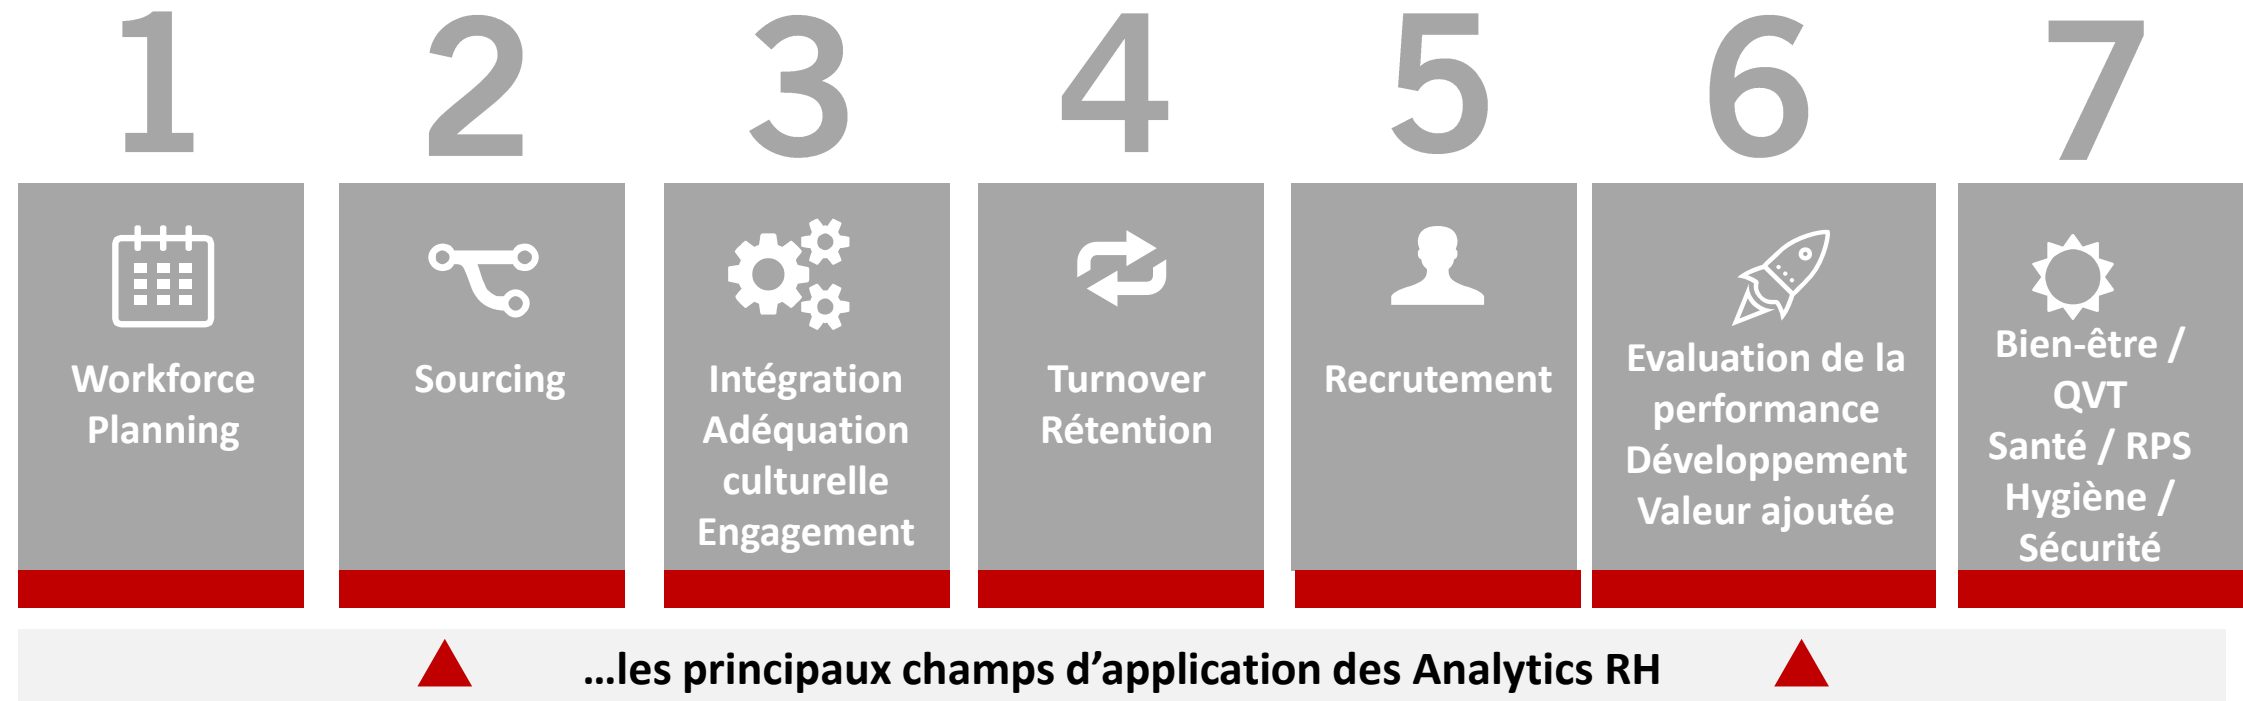 1
2
3
4
5
6
7
Workforce
Planning
Sourcing
Intégration
Adéquation
culturelle
Engagement
Turnover
Rétention
Recrutement
Evaluation de la
performance
Développement
Valeur ajoutée
Bien-être /
QVT
Santé / RPS
Hygiène /
Sécurité
...les principaux champs d’application des Analytics RH